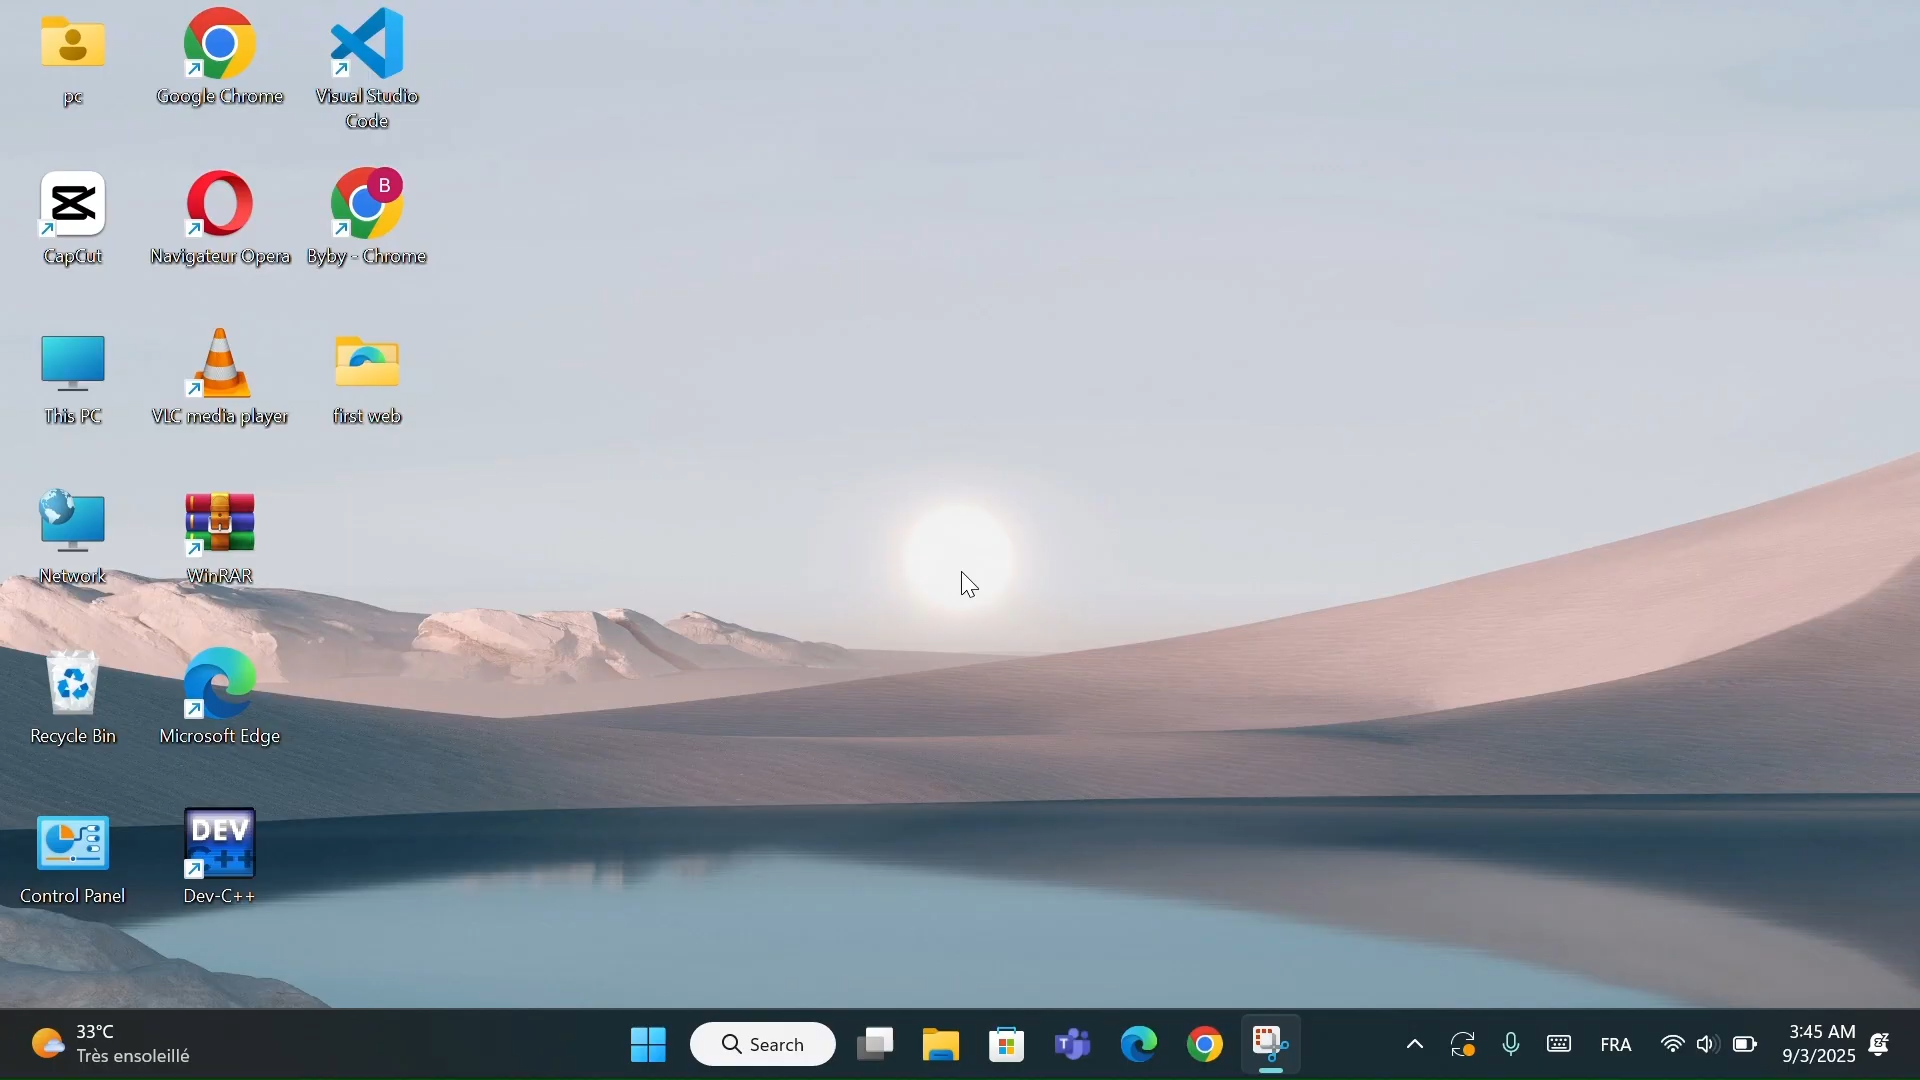 pc
Google Chrome
Visual Studio
Code
B
CapCut
Navigateur Opera
Byby - Chrome
This PC
VLC media player
first web
Network
WinRAR
Recycle Bin
Microsoft Edge
DEV
C++
Control Panel
Dev-C++
33°C
Très ensoleillé
Search
T
FRA
3:45 AM
9/3/2025